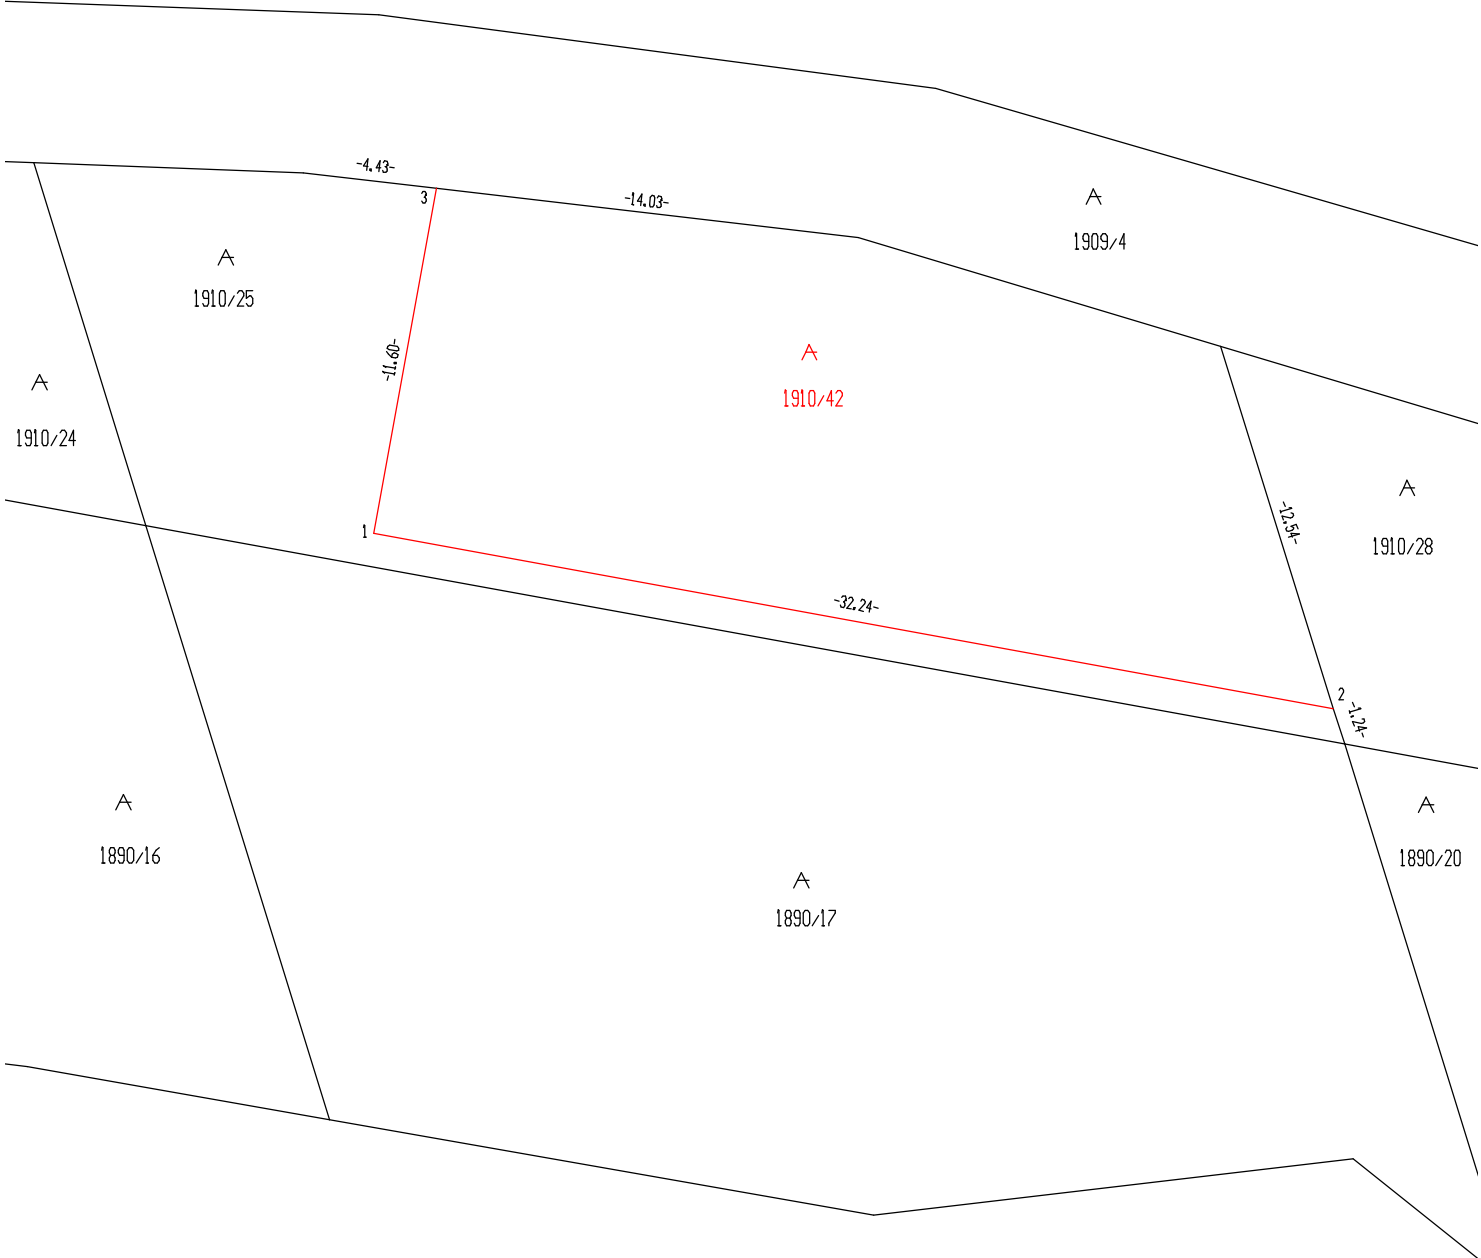 -4.43-
3
-14.03-
A
1909/4
A
1910/25
-11.60-
A
1910/42
A
1910/24
A
1910/28
-12.54-
1
-32.24-
2
-1.24-
A
1890/16
A
1890/20
A
1890/17